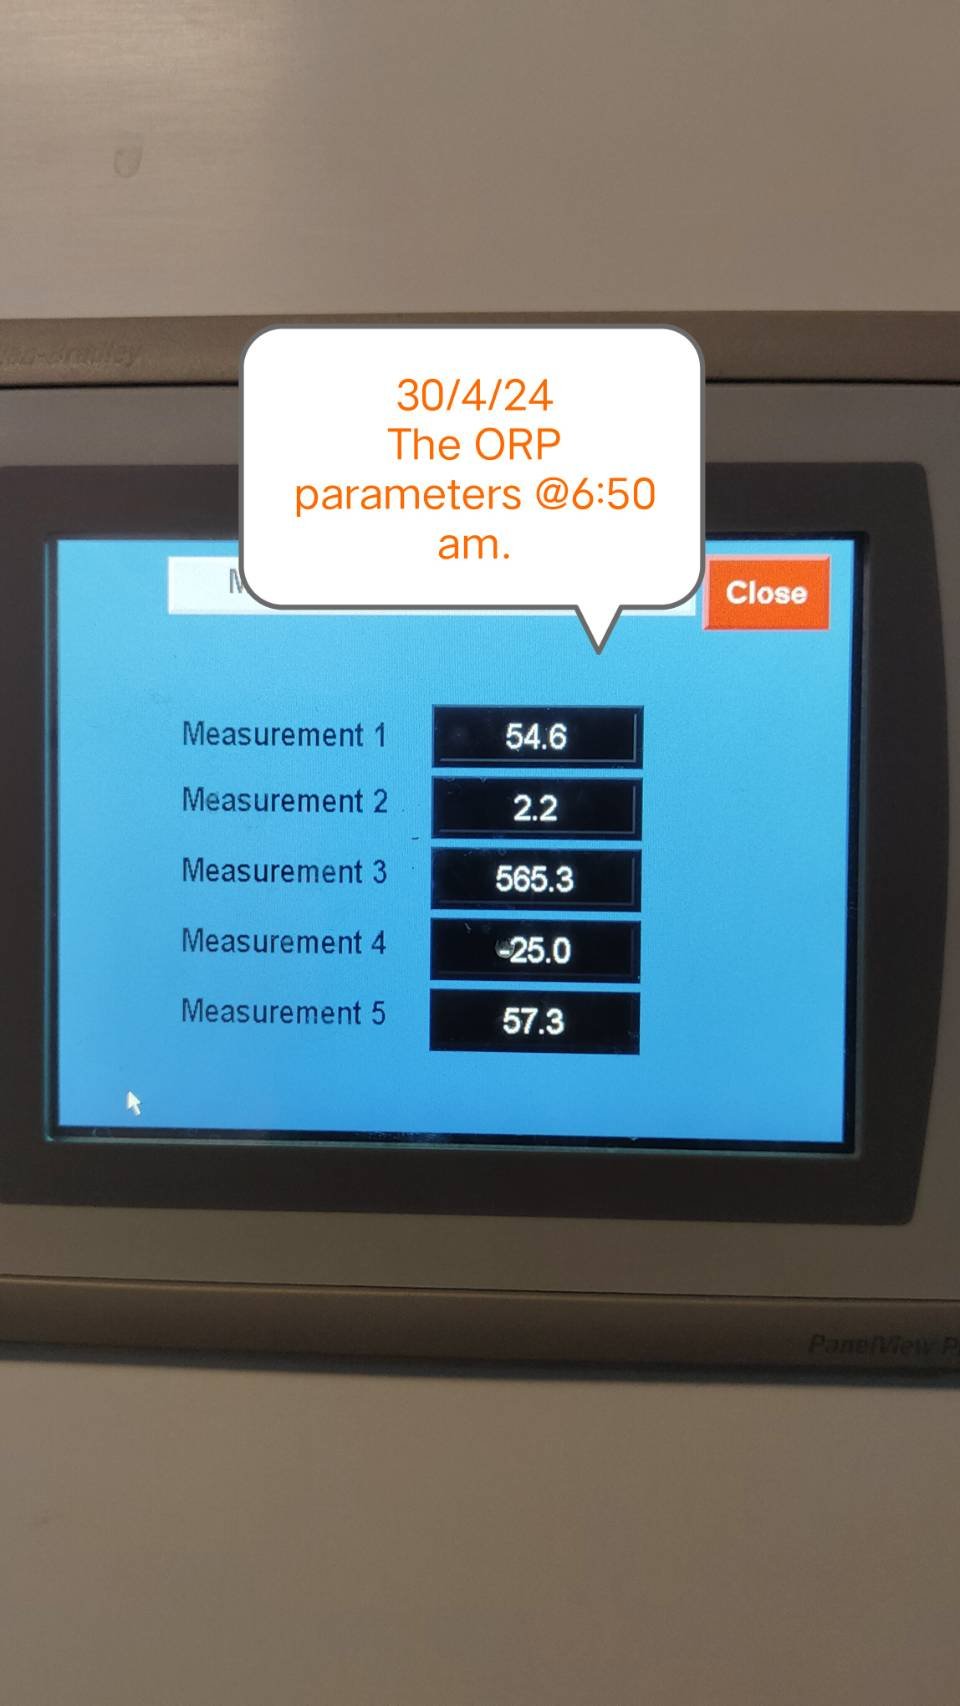 30/4/24
The ORP
parameters @6:50
am.
Close
Measurement 1 54.6
Measurement 2 2.2
Measurement 3 565.3
Measurement 4 -25.0
Measurement 5 57.3
PanelView